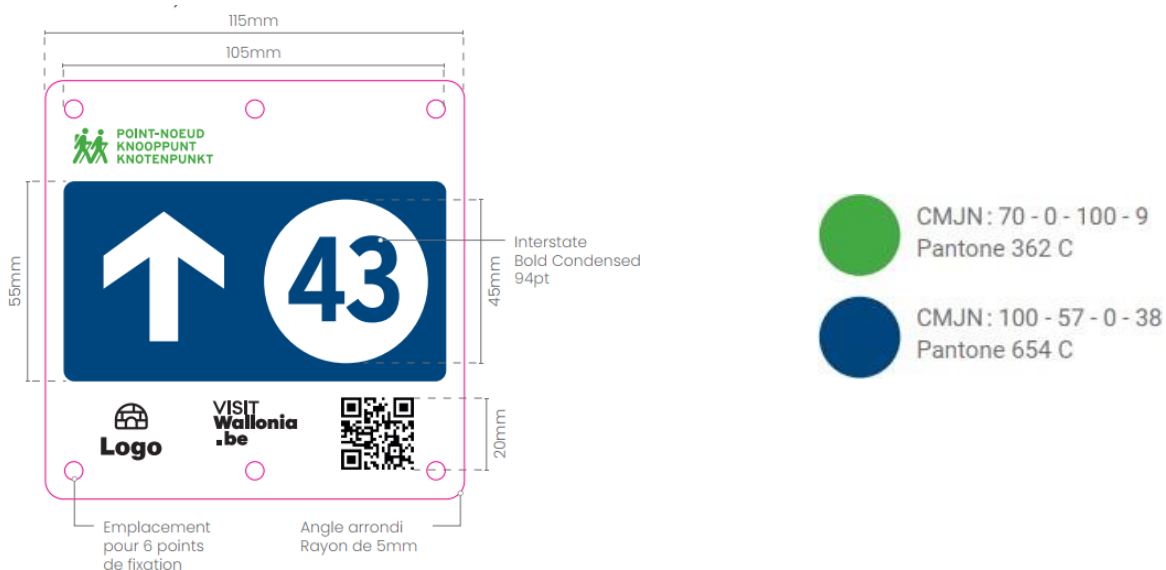 115mm
105mm
POINT-NOEUD
KNOOPPUNT
KNOTENPUNKT
55mm
43
45mm
Interstate
Bold Condensed
94pt
Logo
VISIT
Wallonia
.be
20mm
Emplacement
pour 6 points
de fixation
Angle arrondi
Rayon de 5mm
CMJN : 70 - 0 - 100 - 9
Pantone 362 C
CMJN : 100 - 57 - 0 - 38
Pantone 654 C